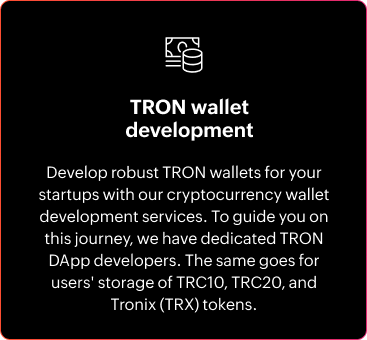 TRON wallet
development
Develop robust TRON wallets for your
startups with our cryptocurrency wallet
development services. To guide you on
this journey, we have dedicated TRON
DApp developers. The same goes for
users' storage of TRC10, TRC20, and
Tronix (TRX) tokens.